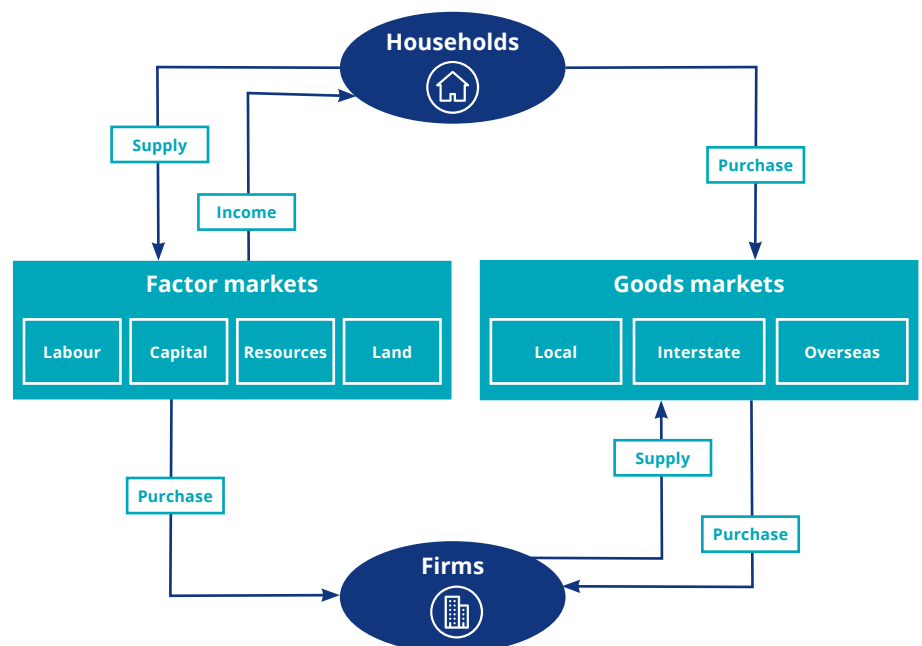 Households
Supply
Purchase
Income
Factor markets
Goods markets
Labour
Capital
Resources
Land
Local
Interstate
Overseas
Supply
Purchase
Purchase
Firms